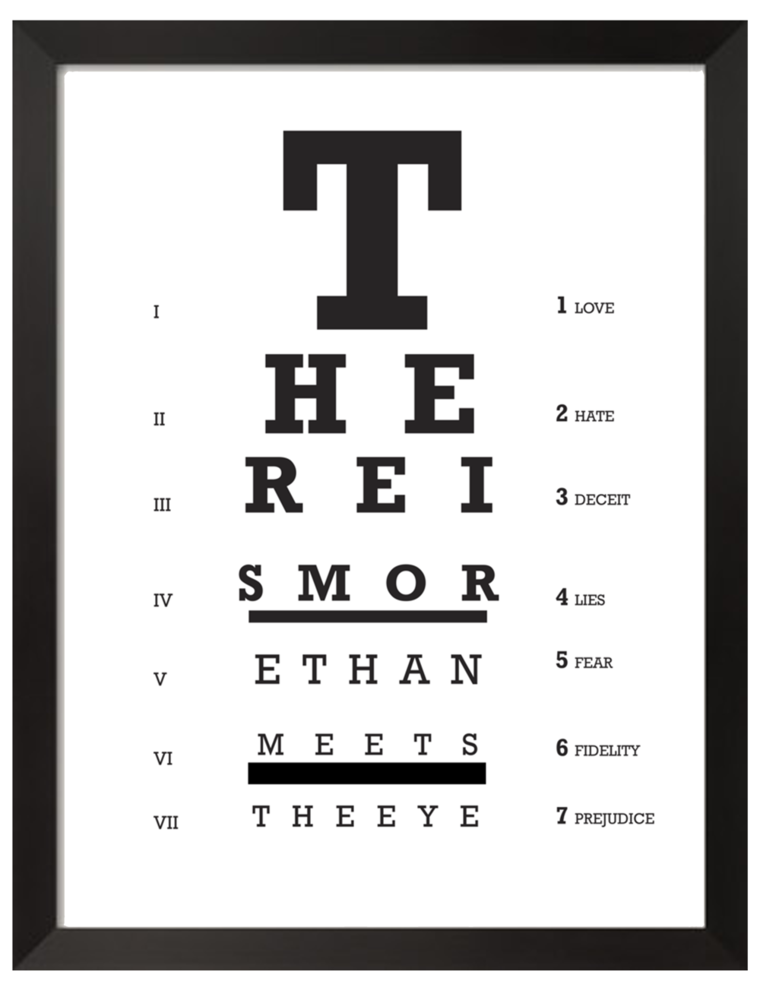 T
I 1 LOVE
H E
II 2 HATE
R E I
III 3 DECEIT
S M O R
IV 4 LIES
E T H A N
V 5 FEAR
M E E T S
VI 6 FIDELITY
T H E E Y E
VII 7 PREJUDICE